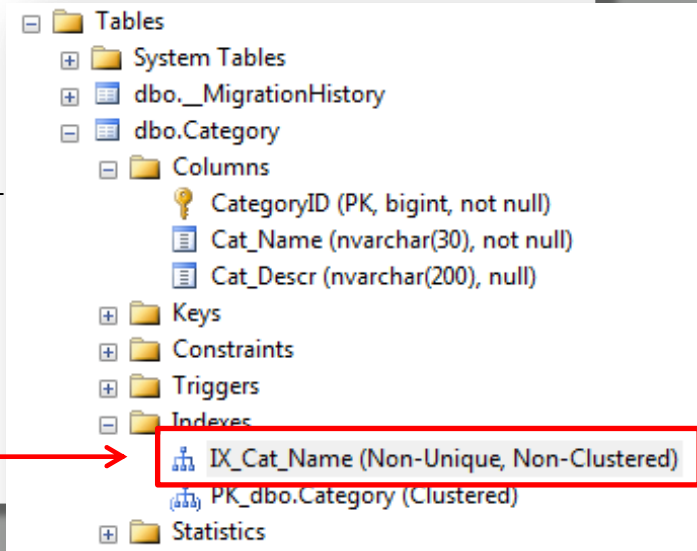 Tables
System Tables
dbo.__MigrationHistory
dbo.Category
Columns
CategoryID (PK, bigint, not null)
Cat_Name (nvarchar(30), not null)
Cat_Descr (nvarchar(200), null)
Keys
Constraints
Triggers
Indexes
IX_Cat_Name (Non-Unique, Non-Clustered)
PK_dbo.Category (Clustered)
Statistics